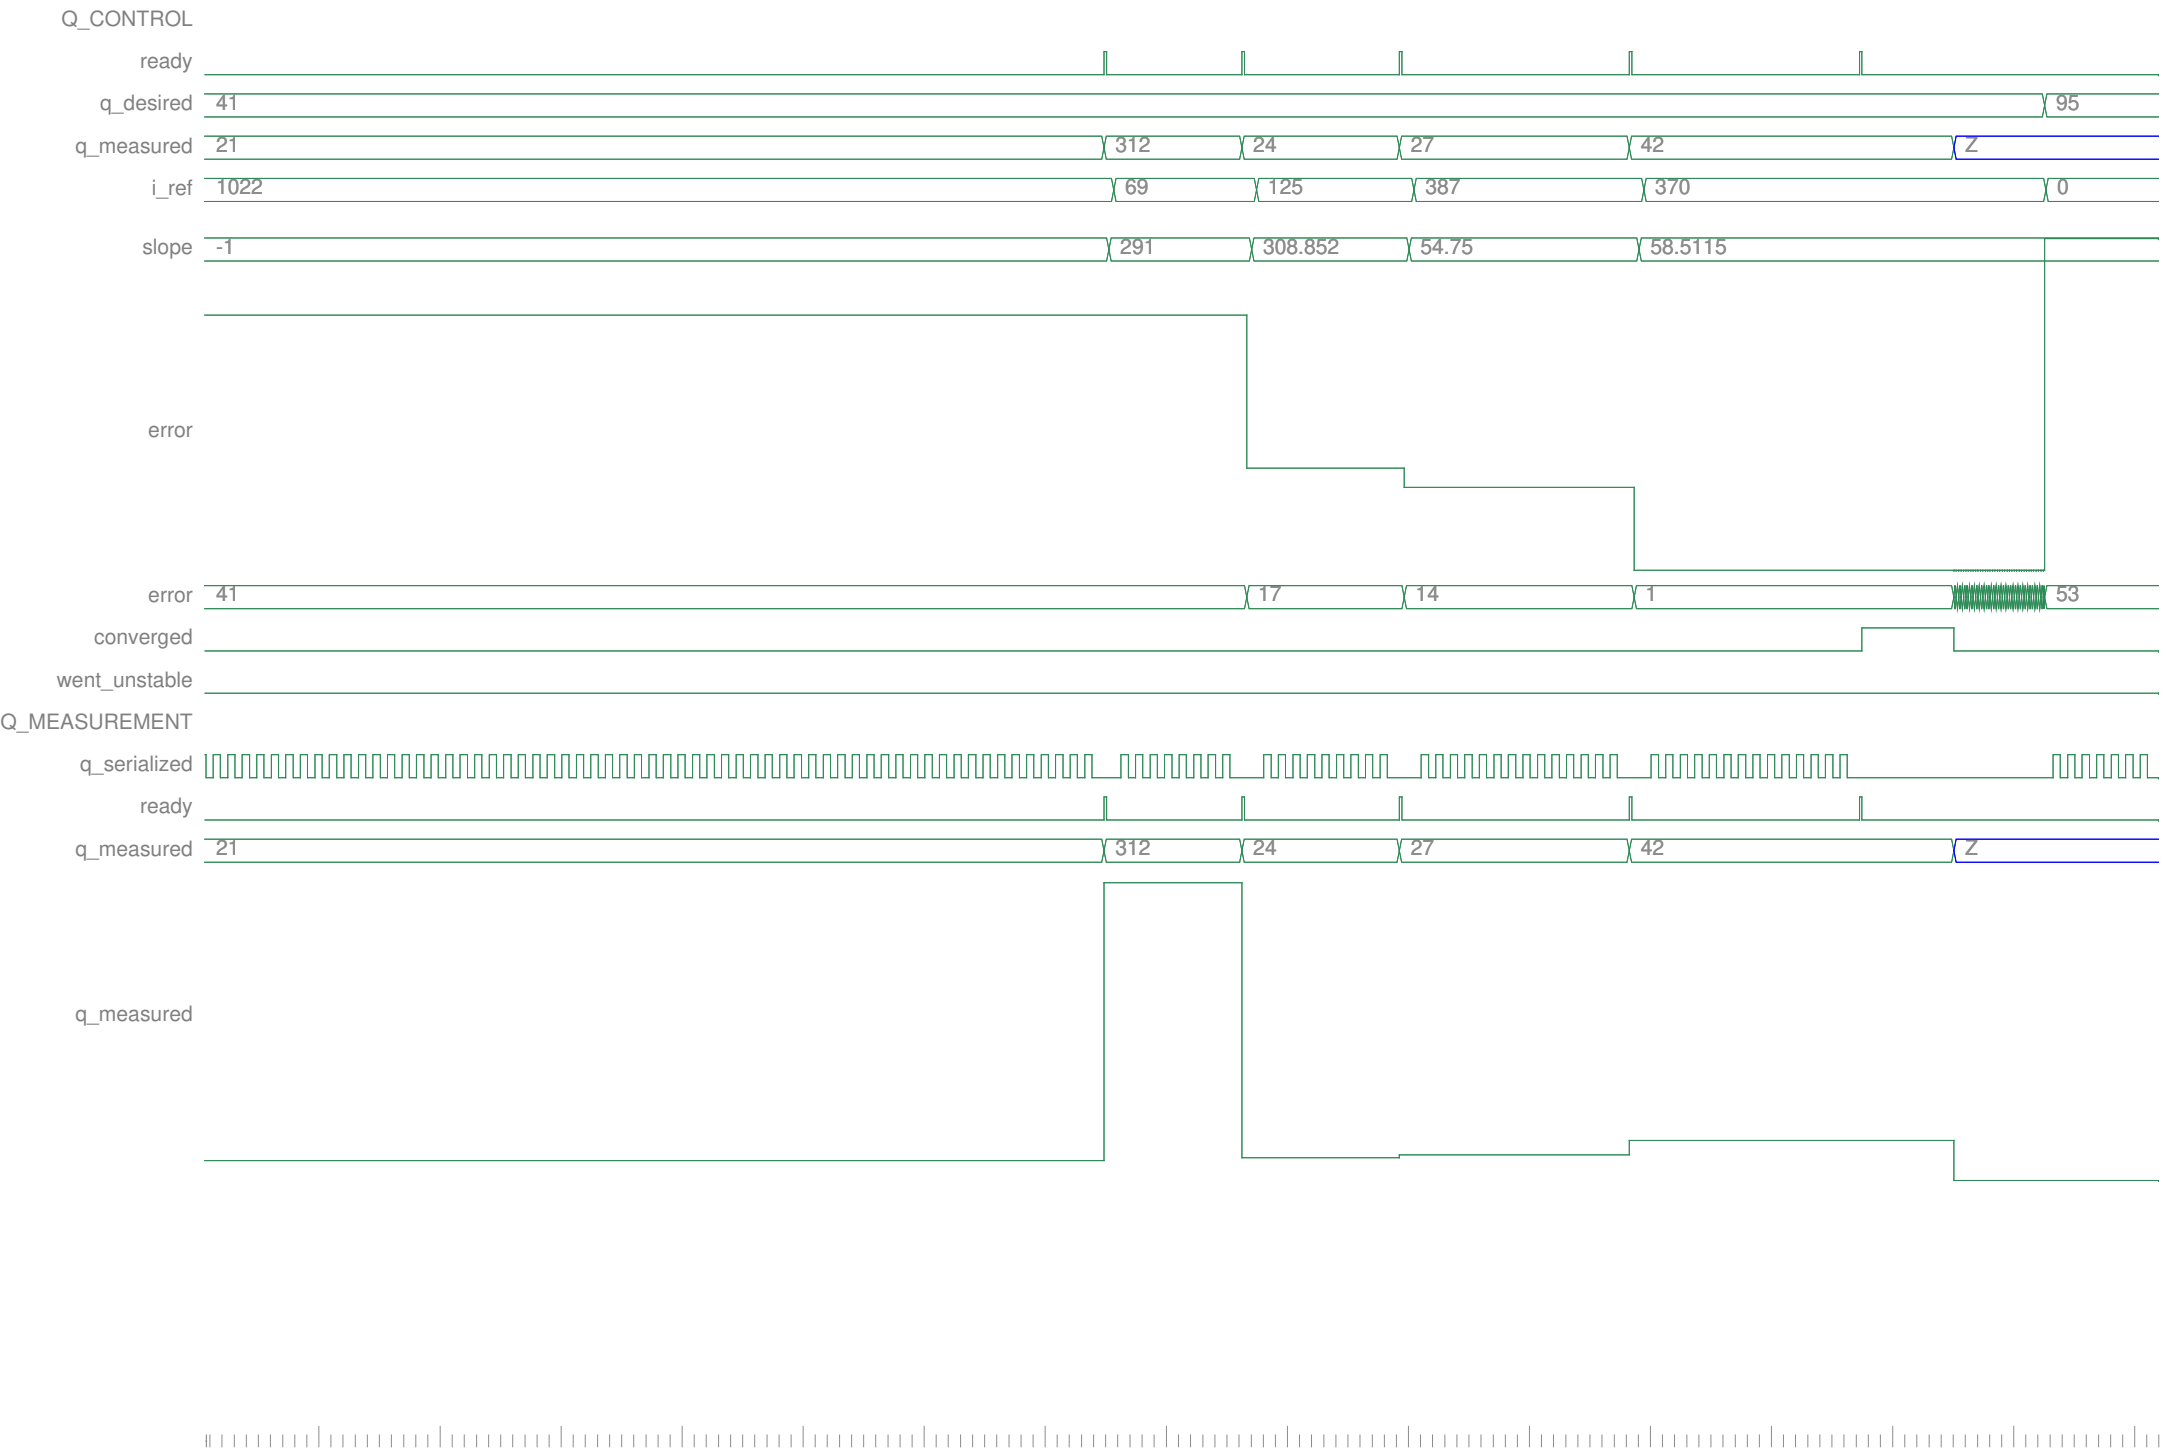 Q_CONTROL
ready
q_desired 41 95
q_measured 21 312 24 27 42 Z
i_ref 1022 69 125 387 370 0
slope -1 291 308.852 54.75 58.5115
error
error 41 17 14 1 53
converged
went_unstable
Q_MEASUREMENT
q_serialized
ready
q_measured 21 312 24 27 42 Z
q_measured